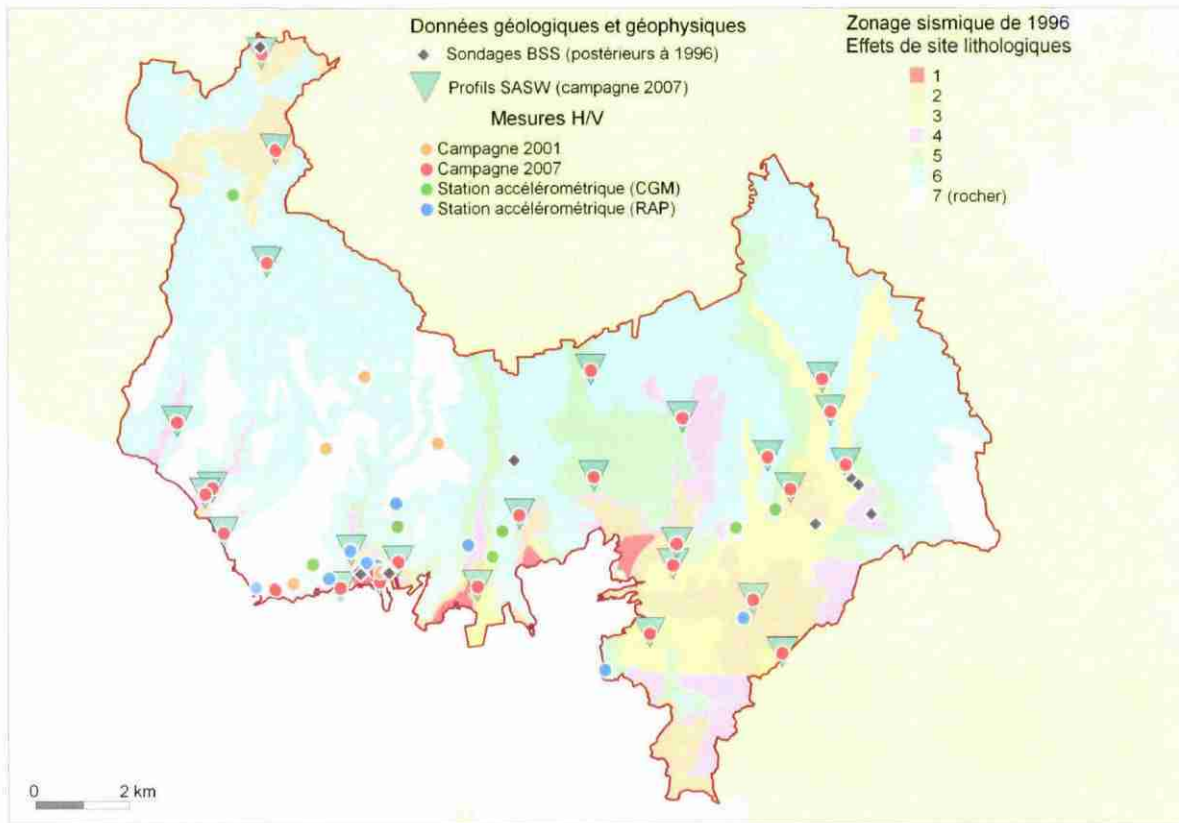 Données géologiques et géophysiques
Sondages BSS (postérieurs à 1996)
Profils SASW (campagne 2007)
Mesures H/V
Campagne 2001
Campagne 2007
Station accélérométrique (CGM)
Station accélérométrique (RAP)
Zonage sismique de 1996
Effets de site lithologiques
1
2
3
4
5
6
7 (rocher)
0 2 km